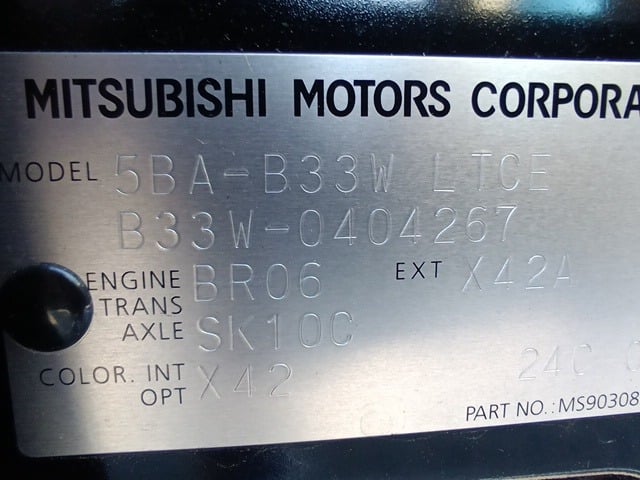 MITSUBISHI MOTORS CORPORA
MODEL 5BA-B33W LTCE
B33W-0404267
ENGINE BR06 EXT X42A
TRANS
AXLE SK10C
COLOR. INT X42
OPT 24C
PART NO.: MS90308